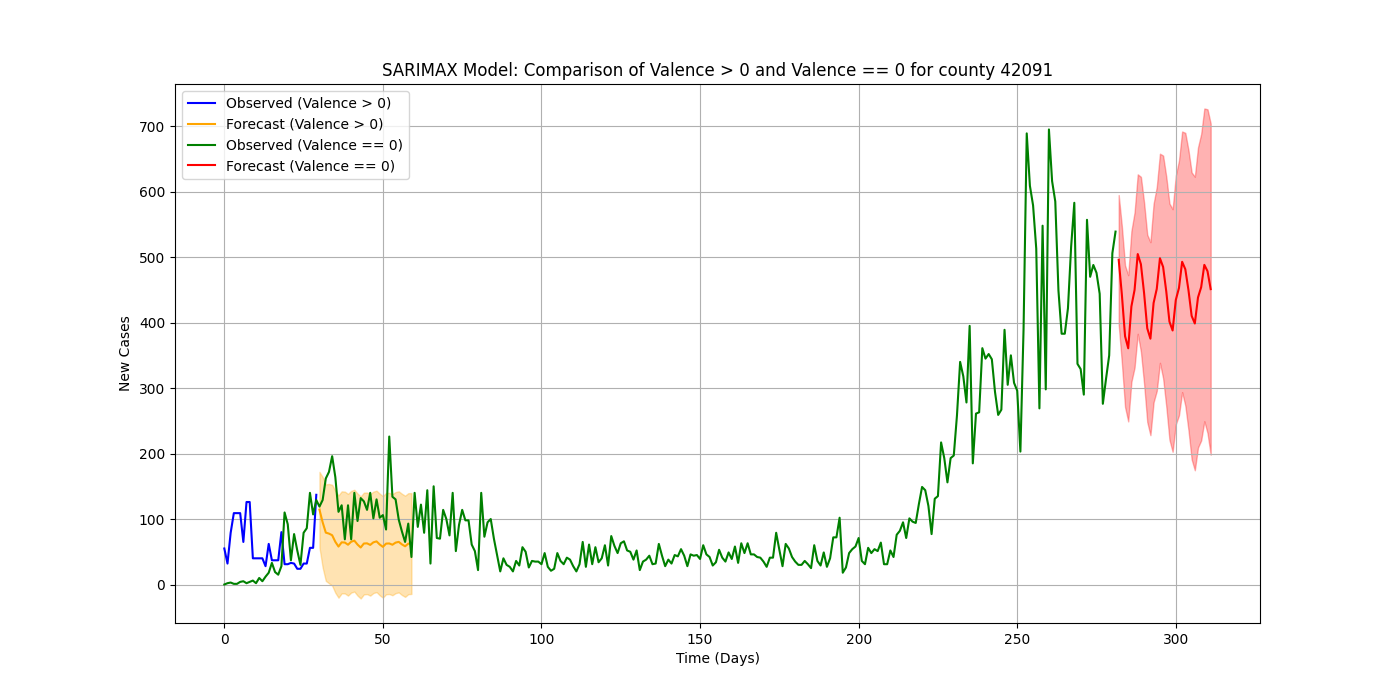 SARIMAX Model: Comparison of Valence > 0 and Valence == 0 for county 42091
Observed (Valence > 0)
Forecast (Valence > 0)
Observed (Valence == 0)
Forecast (Valence == 0)
700
600
500
400
300
200
100
0
New Cases
0 50 100 150 200 250 300
Time (Days)